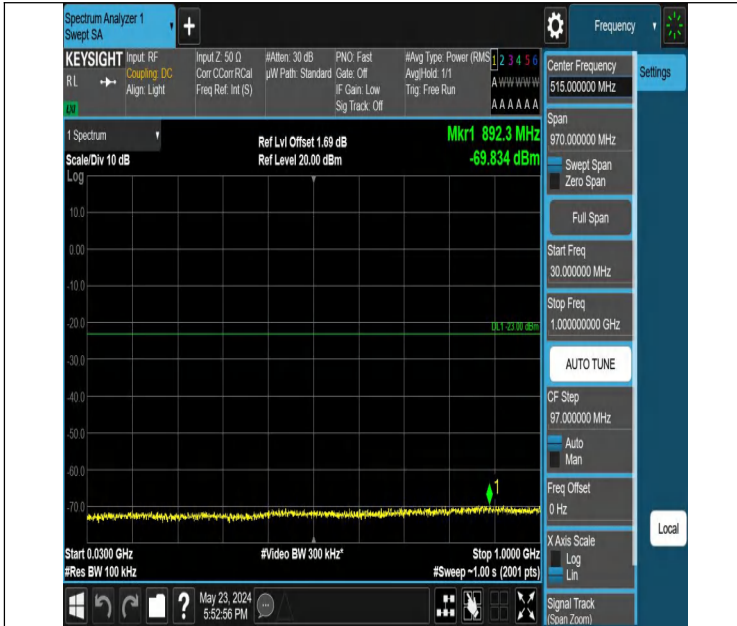 Spectrum Analyzer 1
Swept SA
+
Frequency
KEYSIGHT
RL
Input: RF
Coupling: DC
Align: Light
Input Z: 50 Ω
Corr CCorr RCal
Freq Ref: Int (S)
#Atten: 30 dB
µW Path: Standard
PNO: Fast
Gate: Off
IF Gain: Low
Sig Track: Off
#Avg Type: Power (RMS
Avg|Hold: 1/1
Trig: Free Run
1 2 3 4 5 6
A W W W W W
A A A A A A
1 Spectrum
Scale/Div 10 dB
Log
Ref Lvl Offset 1.69 dB
Ref Level 20.00 dBm
Mkr1 892.3 MHz
-69.834 dBm
10.0
0.00
-10.0
-20.0
DL1 -23.00 dBm
-30.0
-40.0
-50.0
-60.0
-70.0
1
Start 0.0300 GHz
#Res BW 100 kHz
#Video BW 300 kHz*
Stop 1.0000 GHz
#Sweep ~1.00 s (2001 pts)
Center Frequency
515.000000 MHz
Settings
Span
970.000000 MHz
Swept Span
Zero Span
Full Span
Start Freq
30.000000 MHz
Stop Freq
1.000000000 GHz
AUTO TUNE
CF Step
97.000000 MHz
Auto
Man
Freq Offset
0 Hz
X Axis Scale
Log
Lin
Local
Signal Track
(Span Zoom)
?
May 23, 2024
5:52:56 PM